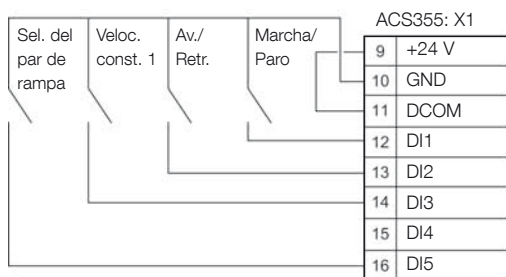 ACS355: X1
Sel. del
par de
rampa
Veloc.
const. 1
Av./
Retr.
Marcha/
Paro
9 +24 V
10 GND
11 DCOM
12 DI1
13 DI2
14 DI3
15 DI4
16 DI5